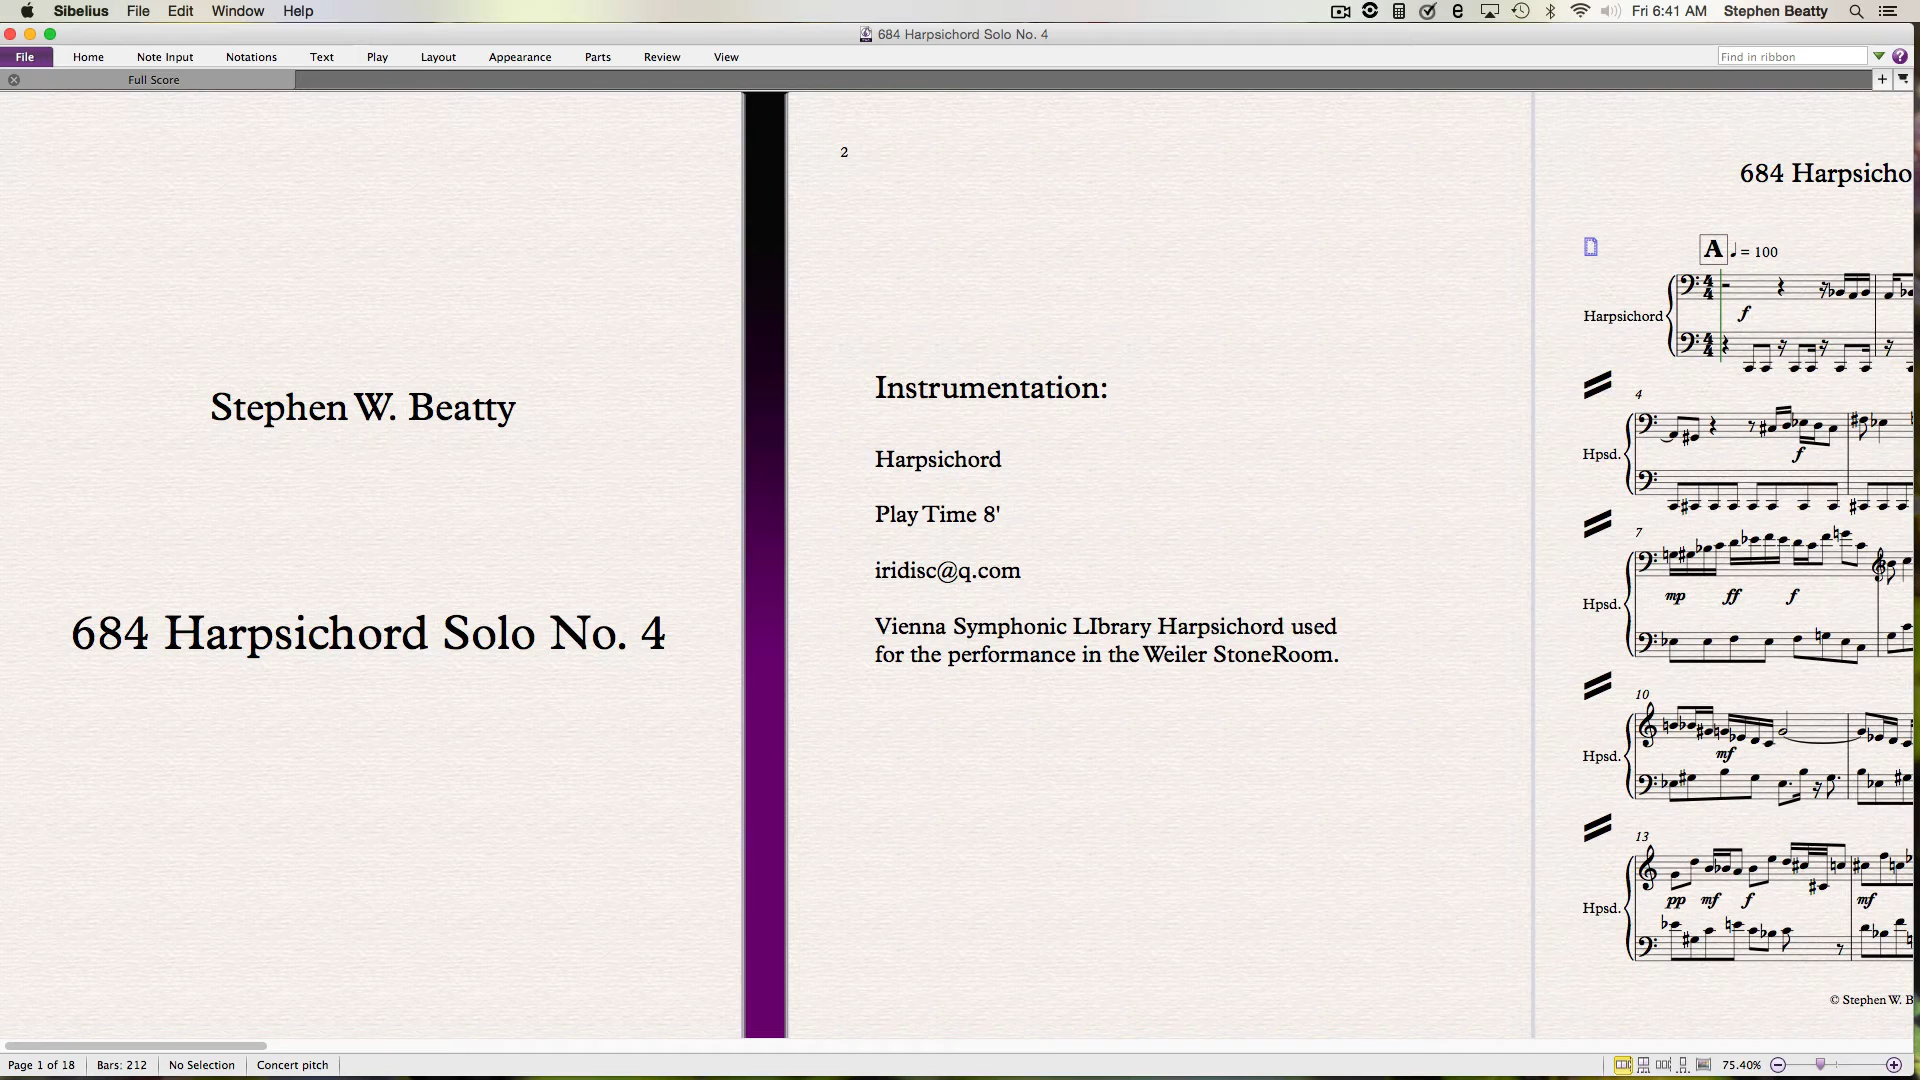 Sibelius File Edit Window Help
Fri 6:41 AM Stephen Beatty
684 Harpsichord Solo No. 4
File Home Note Input Notations Text Play Layout Appearance Parts Review View
Find in ribbon
Full Score
Stephen W. Beatty
684 Harpsichord Solo No. 4
2
Instrumentation:
Harpsichord
Play Time 8'
iridisc@q.com
Vienna Symphonic LIbrary Harpsichord used
for the performance in the Weiler StoneRoom.
684 Harpsicho
A ♩ = 100
Harpsichord
f
4
Hpsd.
f
7
Hpsd.
mp ff f
10
Hpsd.
mf
13
Hpsd.
pp mf f mf
© Stephen W. B
Page 1 of 18 Bars: 212 No Selection Concert pitch
75.40%